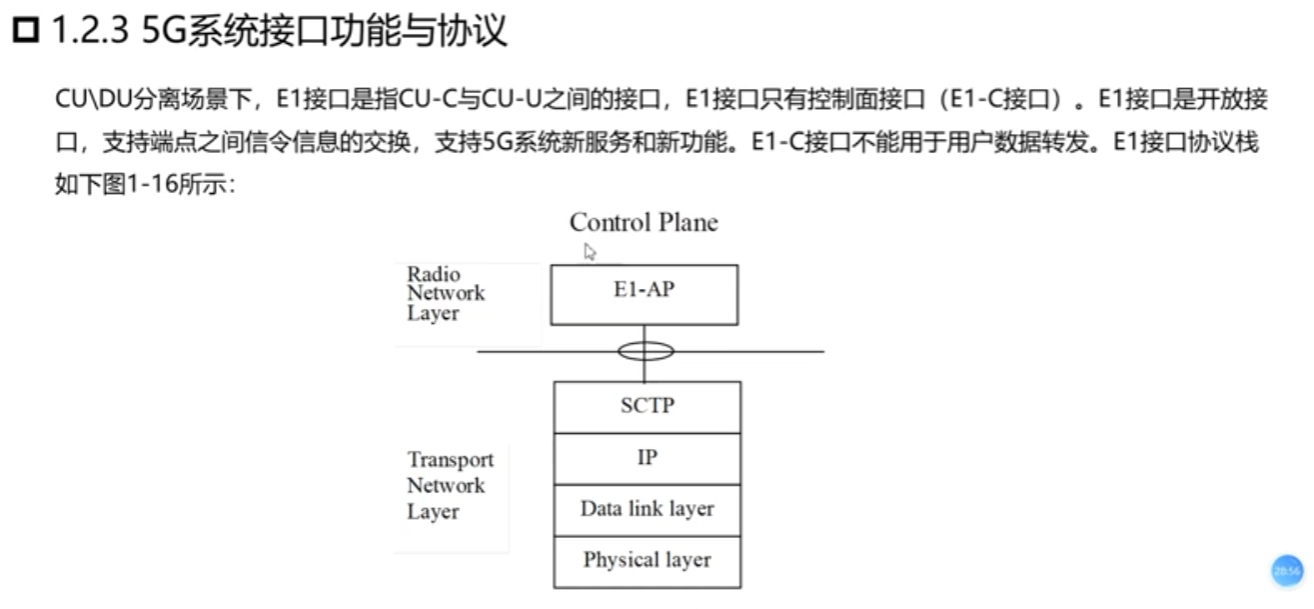 1.2.3 5G系统接口功能与协议
CU\DU分离场景下，E1接口是指CU-C与CU-U之间的接口，E1接口只有控制面接口（E1-C接口）。E1接口是开放接
口，支持端点之间信令信息的交换，支持5G系统新服务和新功能。E1-C接口不能用于用户数据转发。E1接口协议栈
如下图1-16所示：
Control Plane
Radio
Network
Layer
E1-AP
SCTP
IP
Transport
Network
Layer
Data link layer
Physical layer
28:56